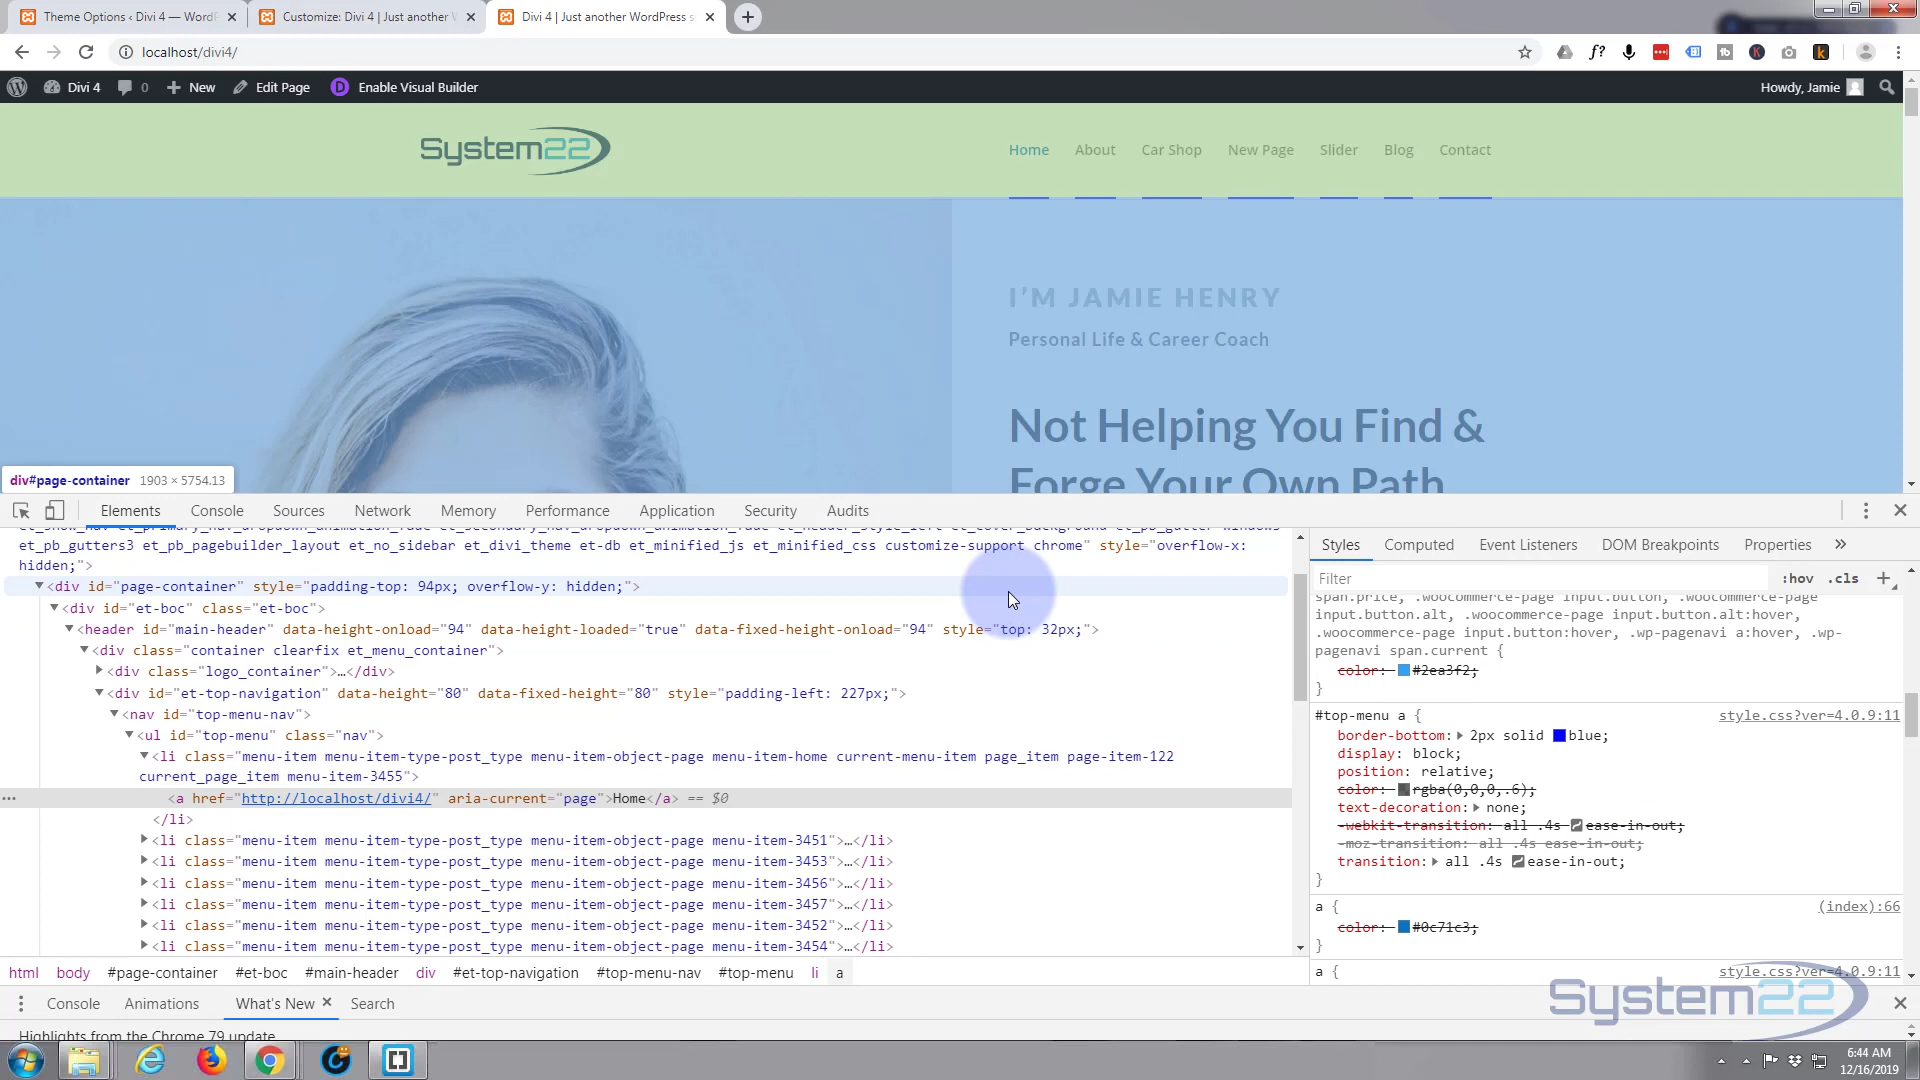 Theme Options ‹ Divi 4 — WordP
Customize: Divi 4 | Just another W
Divi 4 | Just another WordPress s
localhost/divi4/
Divi 4
0
New
Edit Page
Enable Visual Builder
Howdy, Jamie
System22
Home
About
Car Shop
New Page
Slider
Blog
Contact
I'M JAMIE HENRY
Personal Life & Career Coach
Not Helping You Find &
Forge Your Own Path
div#page-container 1903 × 5754.13
Elements
Console
Sources
Network
Memory
Performance
Application
Security
Audits
et_pb_gutters3 et_pb_pagebuilder_layout et_no_sidebar et_divi_theme et-db et_minified_js et_minified_css customize-support chrome" style="overflow-x:
hidden;">
<div id="page-container" style="padding-top: 94px; overflow-y: hidden;">
<div id="et-boc" class="et-boc">
<header id="main-header" data-height-onload="94" data-height-loaded="true" data-fixed-height-onload="94" style="top: 32px;">
<div class="container clearfix et_menu_container">
<div class="logo_container">…</div>
<div id="et-top-navigation" data-height="80" data-fixed-height="80" style="padding-left: 227px;">
<nav id="top-menu-nav">
<ul id="top-menu" class="nav">
<li class="menu-item menu-item-type-post_type menu-item-object-page menu-item-home current-menu-item page_item page-item-122
current_page_item menu-item-3455">
<a href="http://localhost/divi4/" aria-current="page">Home</a> == $0
</li>
<li class="menu-item menu-item-type-post_type menu-item-object-page menu-item-3451">…</li>
<li class="menu-item menu-item-type-post_type menu-item-object-page menu-item-3453">…</li>
<li class="menu-item menu-item-type-post_type menu-item-object-page menu-item-3456">…</li>
<li class="menu-item menu-item-type-post_type menu-item-object-page menu-item-3457">…</li>
<li class="menu-item menu-item-type-post_type menu-item-object-page menu-item-3452">…</li>
<li class="menu-item menu-item-type-post_type menu-item-object-page menu-item-3454">…</li>
html body #page-container #et-boc #main-header div #et-top-navigation #top-menu-nav #top-menu li a
Styles
Computed
Event Listeners
DOM Breakpoints
Properties
Filter
:hov .cls
span.price, .woocommerce-page input.button, .woocommerce-page
input.button.alt, .woocommerce-page input.button.alt:hover,
.woocommerce-page input.button:hover, .wp-pagenavi a:hover, .wp-
pagenavi span.current {
color: #2ea3f2;
}
#top-menu a { style.css?ver=4.0.9:11
border-bottom: 2px solid blue;
display: block;
position: relative;
color: rgba(0,0,0,.6);
text-decoration: none;
-webkit-transition: all .4s ease-in-out;
-moz-transition: all .4s ease-in-out;
transition: all .4s ease-in-out;
}
a { (index):66
color: #0c71c3;
}
a { style.css?ver=4.0.9:11
System22
Console
Animations
What's New
Search
Highlights from the Chrome 79 update
6:44 AM
12/16/2019